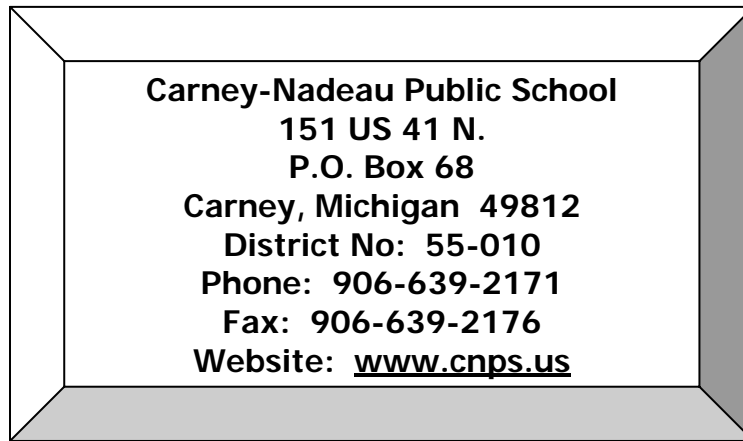 Carney-Nadeau Public School
151 US 41 N.
P.O. Box 68
Carney, Michigan  49812
District No:  55-010
Phone:  906-639-2171
Fax:  906-639-2176
Website:  www.cnps.us